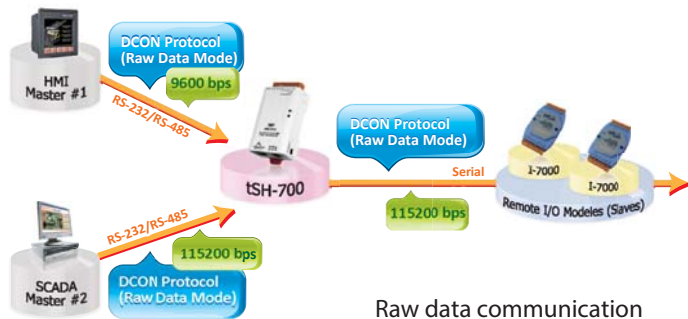 DCON Protocol
(Raw Data Mode)
9600 bps
HMI
Master #1
RS-232/RS-485
DCON Protocol
(Raw Data Mode)
tSH-700
Serial
115200 bps
I-7000
I-7000
Remote I/O Modeles (Slaves)
RS-232/RS-485
115200 bps
DCON Protocol
(Raw Data Mode)
SCADA
Master #2
Raw data communication